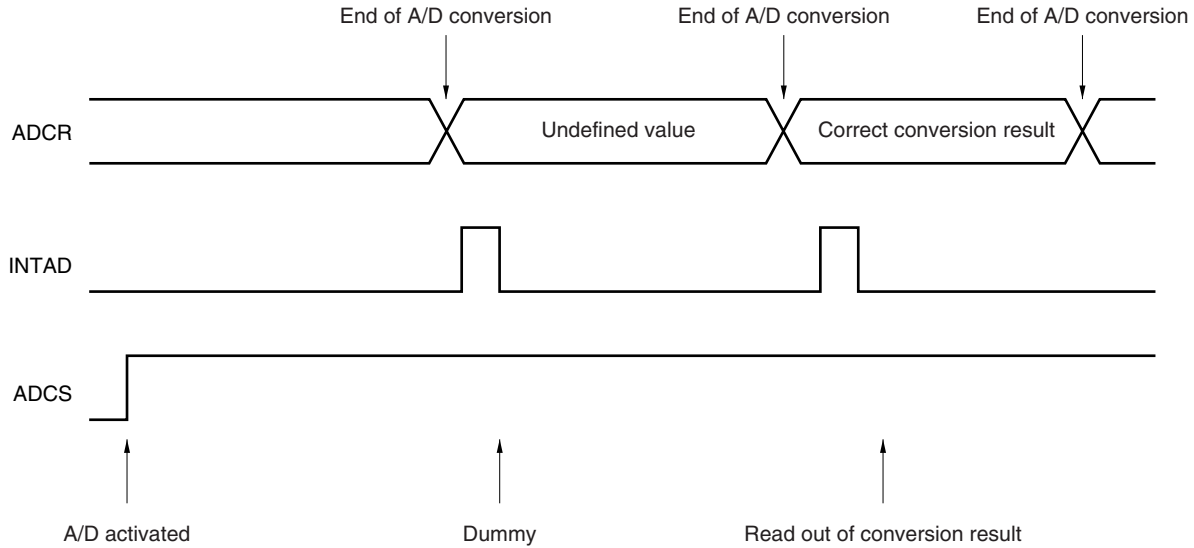 End of A/D conversion
End of A/D conversion
End of A/D conversion
ADCR
Undefined value
Correct conversion result
INTAD
ADCS
A/D activated
Dummy
Read out of conversion result